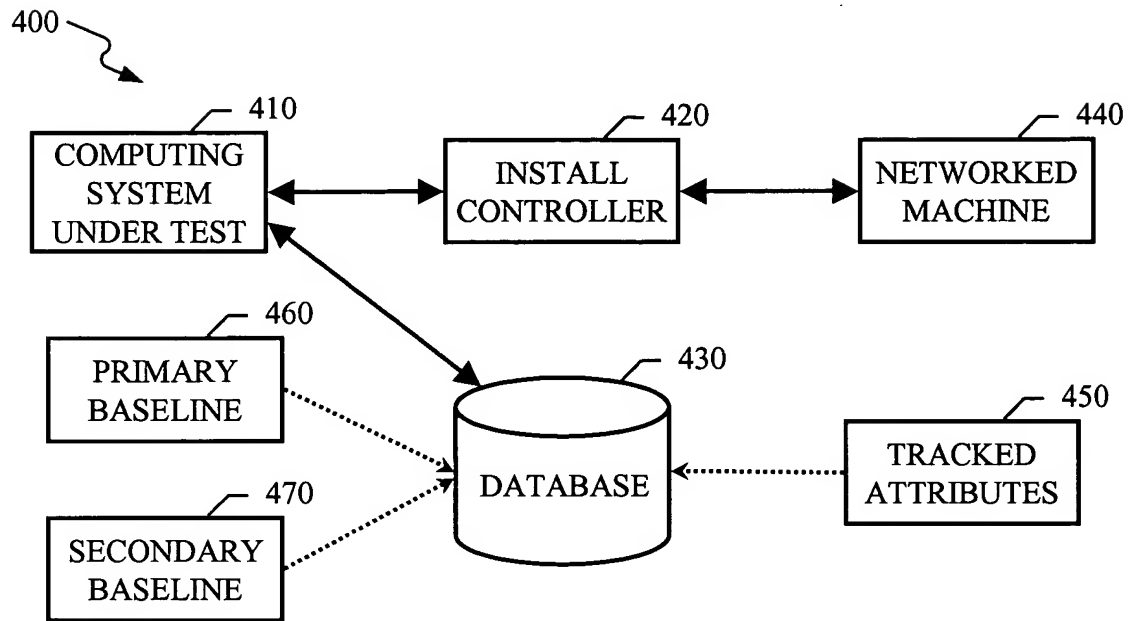 400
410
COMPUTING
SYSTEM
UNDER TEST
420
INSTALL
CONTROLLER
440
NETWORKED
MACHINE
460
PRIMARY
BASELINE
430
DATABASE
450
TRACKED
ATTRIBUTES
470
SECONDARY
BASELINE